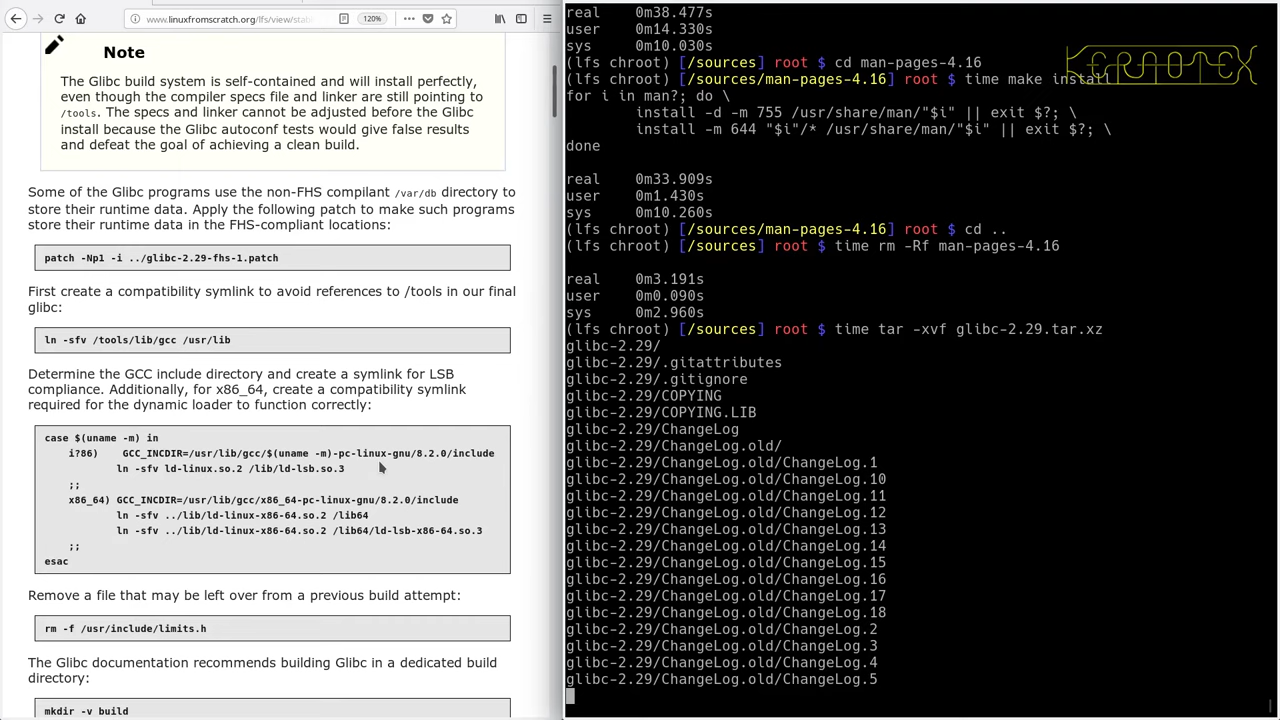 www.linuxfromscratch.org/lfs/view/stab
120%
Note
The Glibc build system is self-contained and will install perfectly,
even though the compiler specs file and linker are still pointing to
/tools. The specs and linker cannot be adjusted before the Glibc
install because the Glibc autoconf tests would give false results
and defeat the goal of achieving a clean build.
Some of the Glibc programs use the non-FHS compilant /var/db directory to
store their runtime data. Apply the following patch to make such programs
store their runtime data in the FHS-compliant locations:
patch -Np1 -i ../glibc-2.29-fhs-1.patch
First create a compatibility symlink to avoid references to /tools in our final
glibc:
ln -sfv /tools/lib/gcc /usr/lib
Determine the GCC include directory and create a symlink for LSB
compliance. Additionally, for x86_64, create a compatibility symlink
required for the dynamic loader to function correctly:
case $(uname -m) in
i?86) GCC_INCDIR=/usr/lib/gcc/$(uname -m)-pc-linux-gnu/8.2.0/include
ln -sfv ld-linux.so.2 /lib/ld-lsb.so.3
;;
x86_64) GCC_INCDIR=/usr/lib/gcc/x86_64-pc-linux-gnu/8.2.0/include
ln -sfv ../lib/ld-linux-x86-64.so.2 /lib64
ln -sfv ../lib/ld-linux-x86-64.so.2 /lib64/ld-lsb-x86-64.so.3
;;
esac
Remove a file that may be left over from a previous build attempt:
rm -f /usr/include/limits.h
The Glibc documentation recommends building Glibc in a dedicated build
directory:
mkdir -v build
real 0m38.477s
user 0m14.330s
sys 0m10.030s
(lfs chroot) [/sources] root $ cd man-pages-4.16
(lfs chroot) [/sources/man-pages-4.16] root $ time make install
for i in man?; do \
install -d -m 755 /usr/share/man/"$i" || exit $?; \
install -m 644 "$i"/* /usr/share/man/"$i" || exit $?; \
done
real 0m33.909s
user 0m1.430s
sys 0m10.260s
(lfs chroot) [/sources/man-pages-4.16] root $ cd ..
(lfs chroot) [/sources] root $ time rm -Rf man-pages-4.16
real 0m3.191s
user 0m0.090s
sys 0m2.960s
(lfs chroot) [/sources] root $ time tar -xvf glibc-2.29.tar.xz
glibc-2.29/
glibc-2.29/.gitattributes
glibc-2.29/.gitignore
glibc-2.29/COPYING
glibc-2.29/COPYING.LIB
glibc-2.29/ChangeLog
glibc-2.29/ChangeLog.old/
glibc-2.29/ChangeLog.old/ChangeLog.1
glibc-2.29/ChangeLog.old/ChangeLog.10
glibc-2.29/ChangeLog.old/ChangeLog.11
glibc-2.29/ChangeLog.old/ChangeLog.12
glibc-2.29/ChangeLog.old/ChangeLog.13
glibc-2.29/ChangeLog.old/ChangeLog.14
glibc-2.29/ChangeLog.old/ChangeLog.15
glibc-2.29/ChangeLog.old/ChangeLog.16
glibc-2.29/ChangeLog.old/ChangeLog.17
glibc-2.29/ChangeLog.old/ChangeLog.18
glibc-2.29/ChangeLog.old/ChangeLog.2
glibc-2.29/ChangeLog.old/ChangeLog.3
glibc-2.29/ChangeLog.old/ChangeLog.4
glibc-2.29/ChangeLog.old/ChangeLog.5